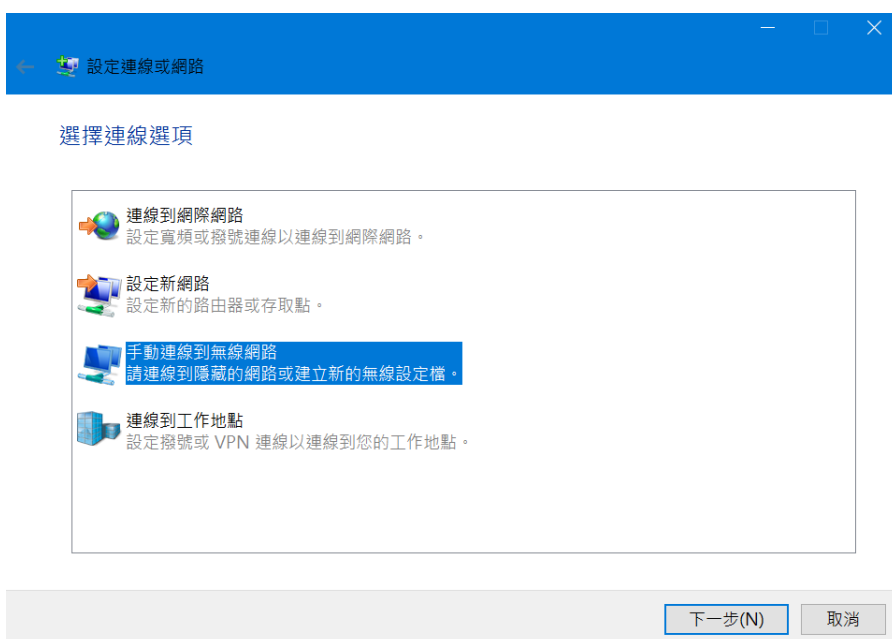 設定連線或網路
選擇連線選項
連線到網際網路
設定寬頻或撥號連線以連線到網際網路。
設定新網路
設定新的路由器或存取點。
手動連線到無線網路
請連線到隱藏的網路或建立新的無線設定檔。
連線到工作地點
設定撥號或 VPN 連線以連線到您的工作地點。
下一步(N)
取消